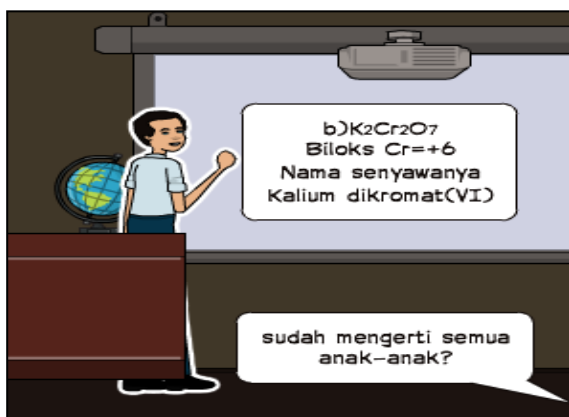 b)K2Cr2O7
Biloks Cr=+6
Nama senyawanya
Kalium dikromat(VI)
sudah mengerti semua
anak-anak?